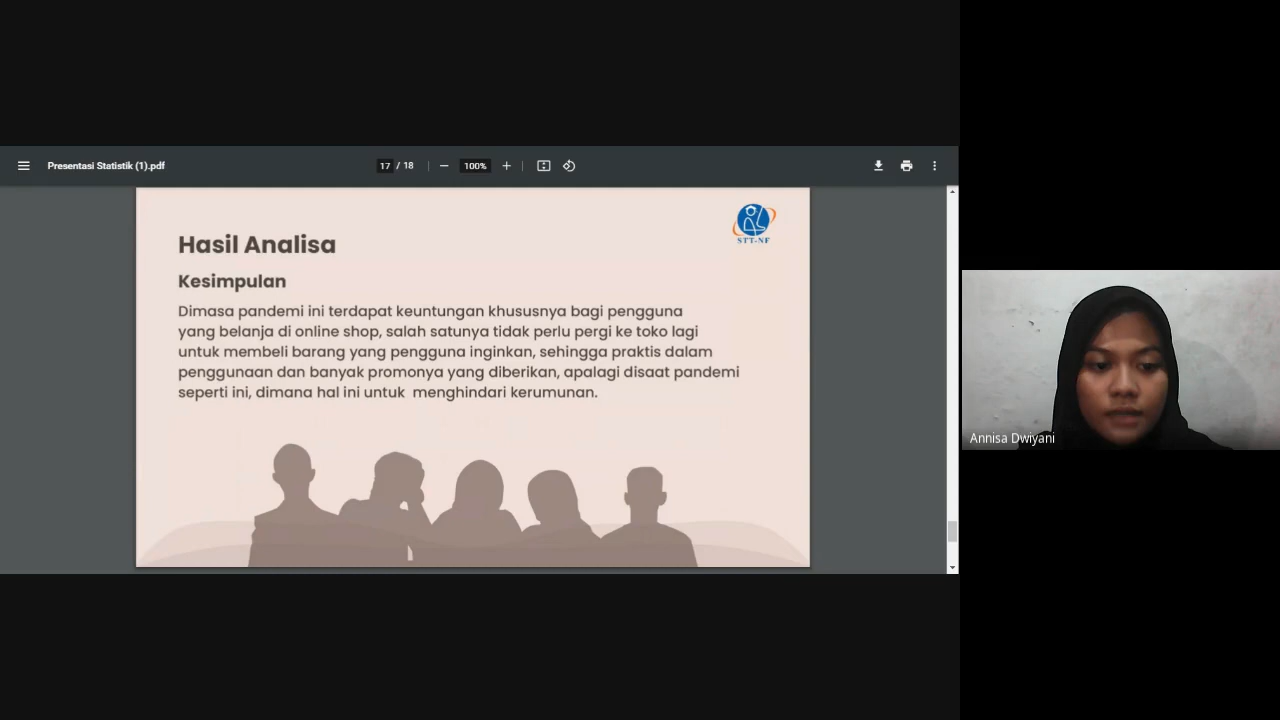 Presentasi Statistik (1).pdf
17 / 18
100%
STT-NF
Hasil Analisa
Kesimpulan
Dimasa pandemi ini terdapat keuntungan khususnya bagi pengguna
yang belanja di online shop, salah satunya tidak perlu pergi ke toko lagi
untuk membeli barang yang pengguna inginkan, sehingga praktis dalam
penggunaan dan banyak promonya yang diberikan, apalagi disaat pandemi
seperti ini, dimana hal ini untuk  menghindari kerumunan.
Annisa Dwiyani